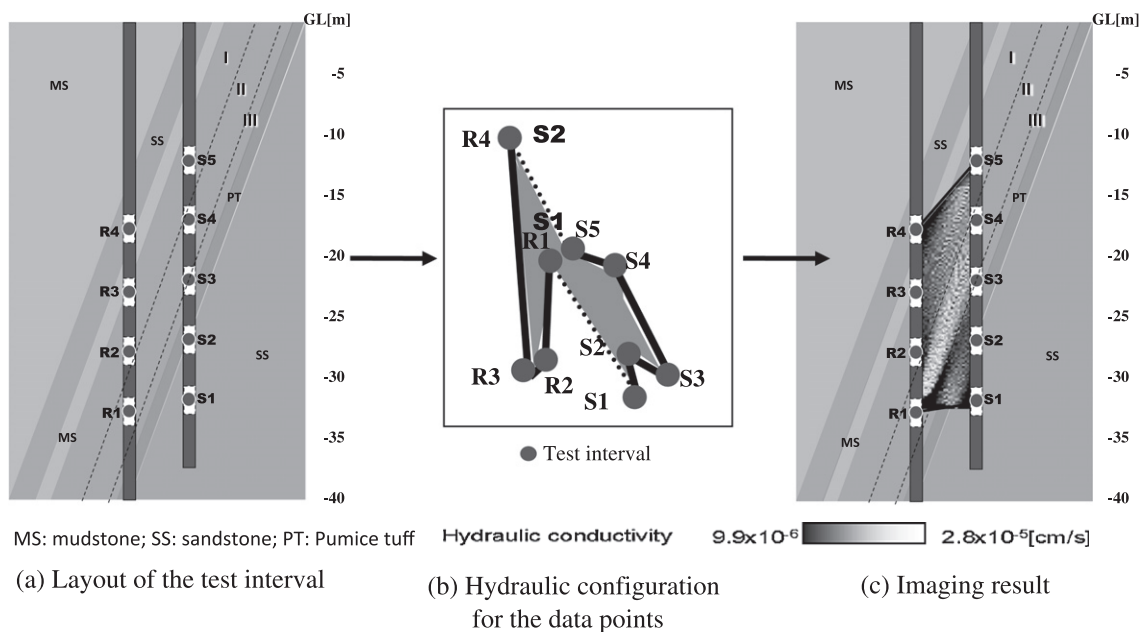 GL[m]
MS
I
-5
II
III
-10
SS
S5
-15
PT
S4
R4
-20
S3
R3
-25
S2
R2
SS
-30
S1
R1
MS
-35
-40
R4
S2
S1
R1
S5
S4
S2
R3
R2
S3
S1
Test interval
GL[m]
MS
I
-5
II
III
-10
SS
S5
-15
PT
S4
R4
-20
S3
R3
-25
S2
R2
SS
-30
S1
R1
MS
-35
-40
MS: mudstone; SS: sandstone; PT: Pumice tuff
Hydraulic conductivity 9.9x10⁻⁶ 2.8x10⁻⁵[cm/s]
(a) Layout of the test interval
(b) Hydraulic configuration
for the data points
(c) Imaging result